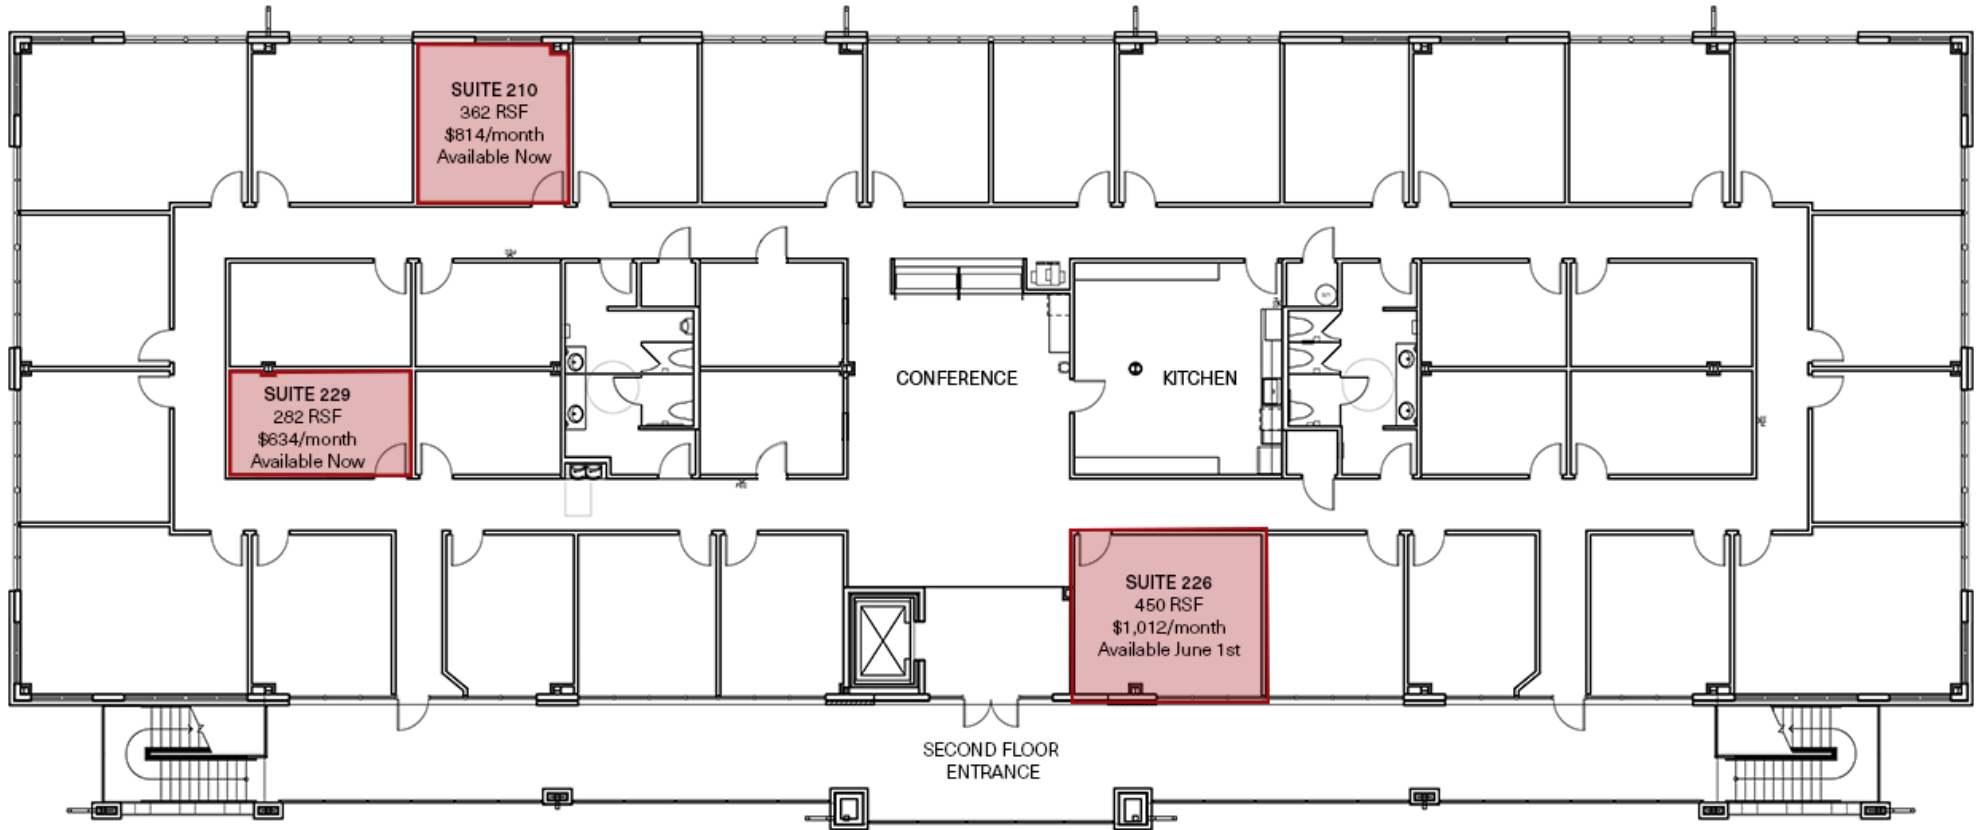 SUITE 210
362 RSF
$814/month
Available Now
SUITE 229
282 RSF
$634/month
Available Now
CONFERENCE
KITCHEN
SUITE 226
450 RSF
$1,012/month
Available June 1st
SECOND FLOOR
ENTRANCE